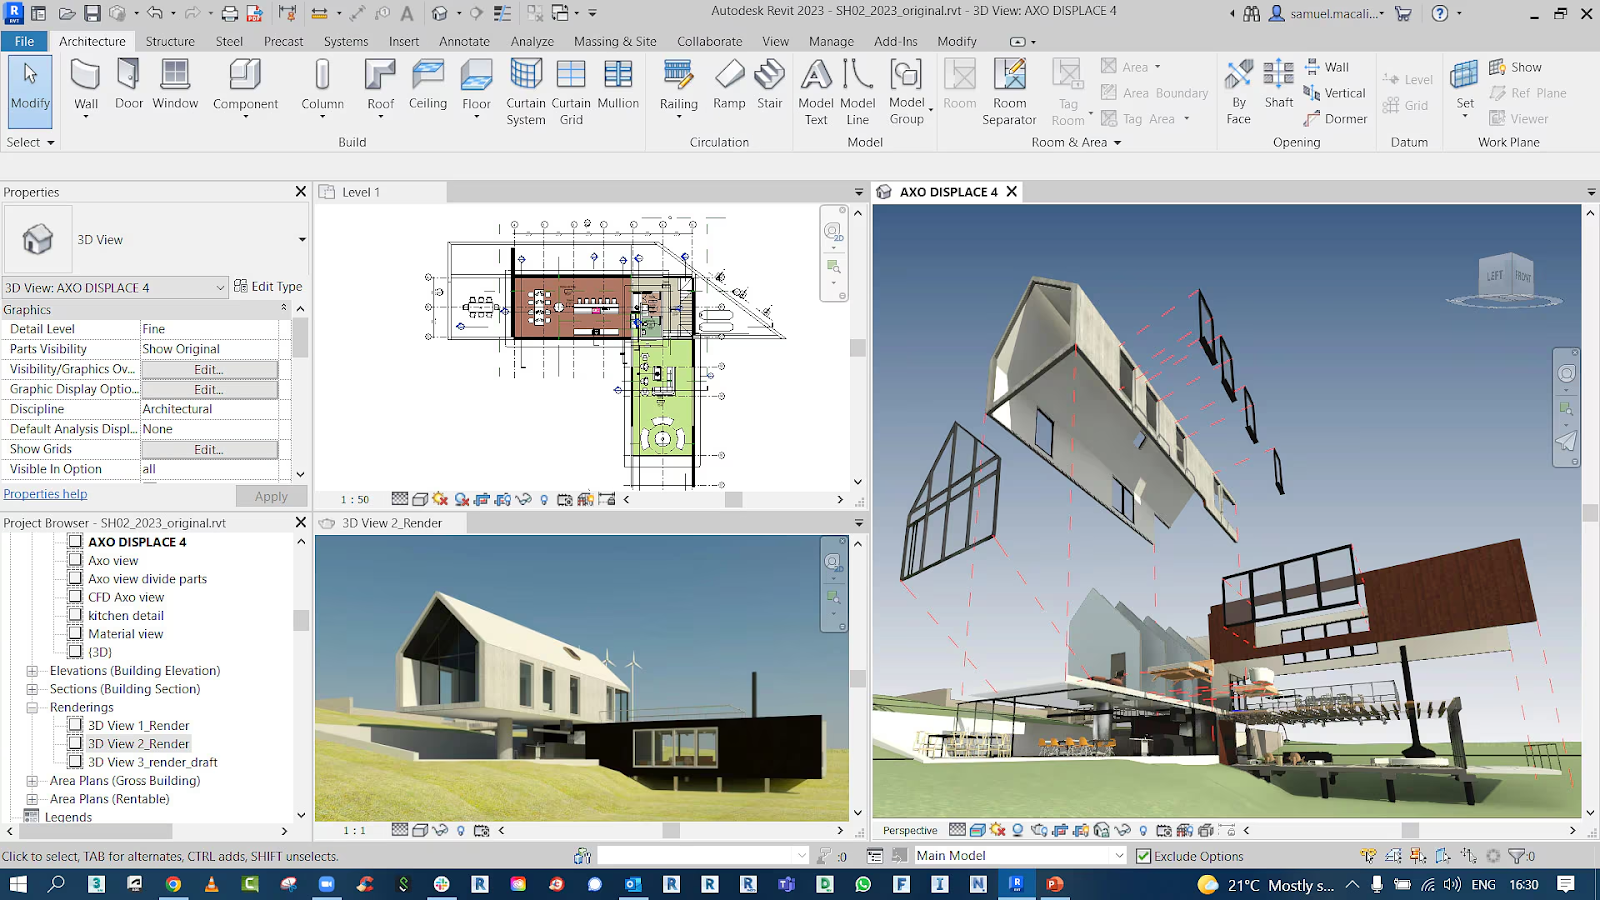 Autodesk Revit 2023 - SH02_2023_original.rvt - 3D View: AXO DISPLACE 4
samuel.macali...
File Architecture Structure Steel Precast Systems Insert Annotate Analyze Massing & Site Collaborate View Manage Add-Ins Modify
Modify
Wall
Door
Window
Component
Column
Roof
Ceiling
Floor
Curtain System
Curtain Grid
Mullion
Railing
Ramp
Stair
Model Text
Model Line
Model Group
Room
Room Separator
Tag Room
Area
Area Boundary
Tag Area
By Face
Shaft
Wall
Vertical
Dormer
Level
Grid
Set
Show
Ref Plane
Viewer
Select
Build
Circulation
Model
Room & Area
Opening
Datum
Work Plane
Properties
3D View
3D View: AXO DISPLACE 4
Edit Type
Graphics
Detail Level Fine
Parts Visibility Show Original
Visibility/Graphics Ov... Edit...
Graphic Display Optio... Edit...
Discipline Architectural
Default Analysis Displ... None
Show Grids Edit...
Visible In Option all
Properties help
Apply
Project Browser - SH02_2023_original.rvt
AXO DISPLACE 4
Axo view
Axo view divide parts
CFD Axo view
kitchen detail
Material view
{3D}
Elevations (Building Elevation)
Sections (Building Section)
Renderings
3D View 1_Render
3D View 2_Render
3D View 3_render_draft
Area Plans (Gross Building)
Area Plans (Rentable)
Legends
Level 1
1 : 50
3D View 2_Render
1 : 1
AXO DISPLACE 4
LEFT
FRONT
Perspective
Click to select, TAB for alternates, CTRL adds, SHIFT unselects.
:0
Main Model
Exclude Options
:0
21°C Mostly s...
ENG
16:30